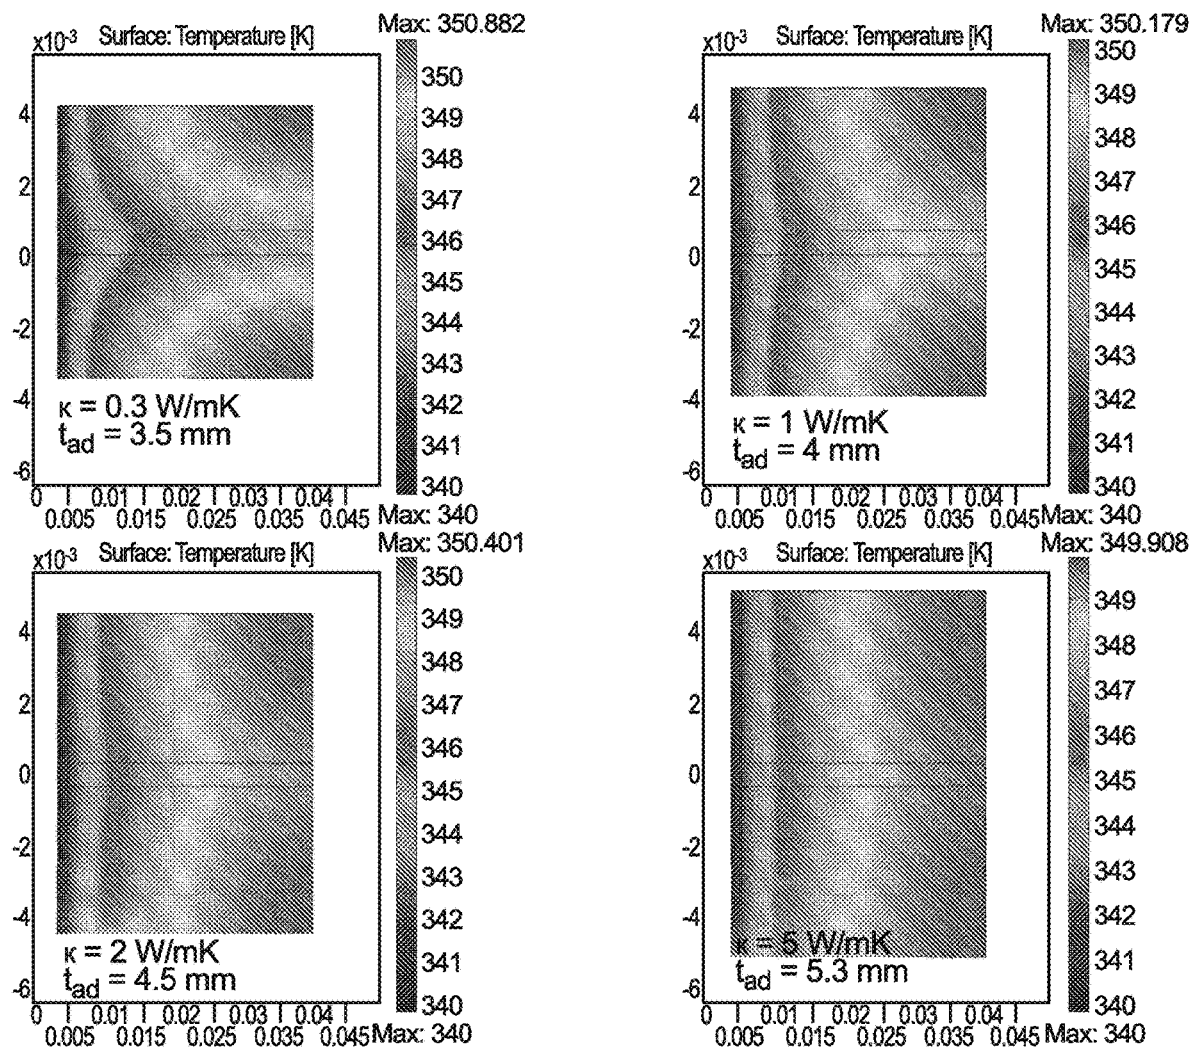 Max: 350.882
x10-3 Surface: Temperature [K]
350
349
348
347
346
345
344
343
342
341
340
4
2
0
-2
-4
-6
κ = 0.3 W/mK
tad = 3.5 mm
0 0.01 0.02 0.03 0.04
0.005 0.015 0.025 0.035 0.045
Max: 340
Max: 350.179
x10-3 Surface: Temperature [K]
350
349
348
347
346
345
344
343
342
341
340
4
2
0
-2
-4
-6
κ = 1 W/mK
tad = 4 mm
0 0.01 0.02 0.03 0.04
0.005 0.015 0.025 0.035 0.045
Max: 340
Max: 350.401
x10-3 Surface: Temperature [K]
350
349
348
347
346
345
344
343
342
341
340
4
2
0
-2
-4
-6
κ = 2 W/mK
tad = 4.5 mm
0 0.01 0.02 0.03 0.04
0.005 0.015 0.025 0.035 0.045
Max: 340
Max: 349.908
x10-3 Surface: Temperature [K]
349
348
347
346
345
344
343
342
341
340
4
2
0
-2
-4
-6
κ = 5 W/mK
tad = 5.3 mm
0 0.01 0.02 0.03 0.04
0.005 0.015 0.025 0.035 0.045
Max: 340